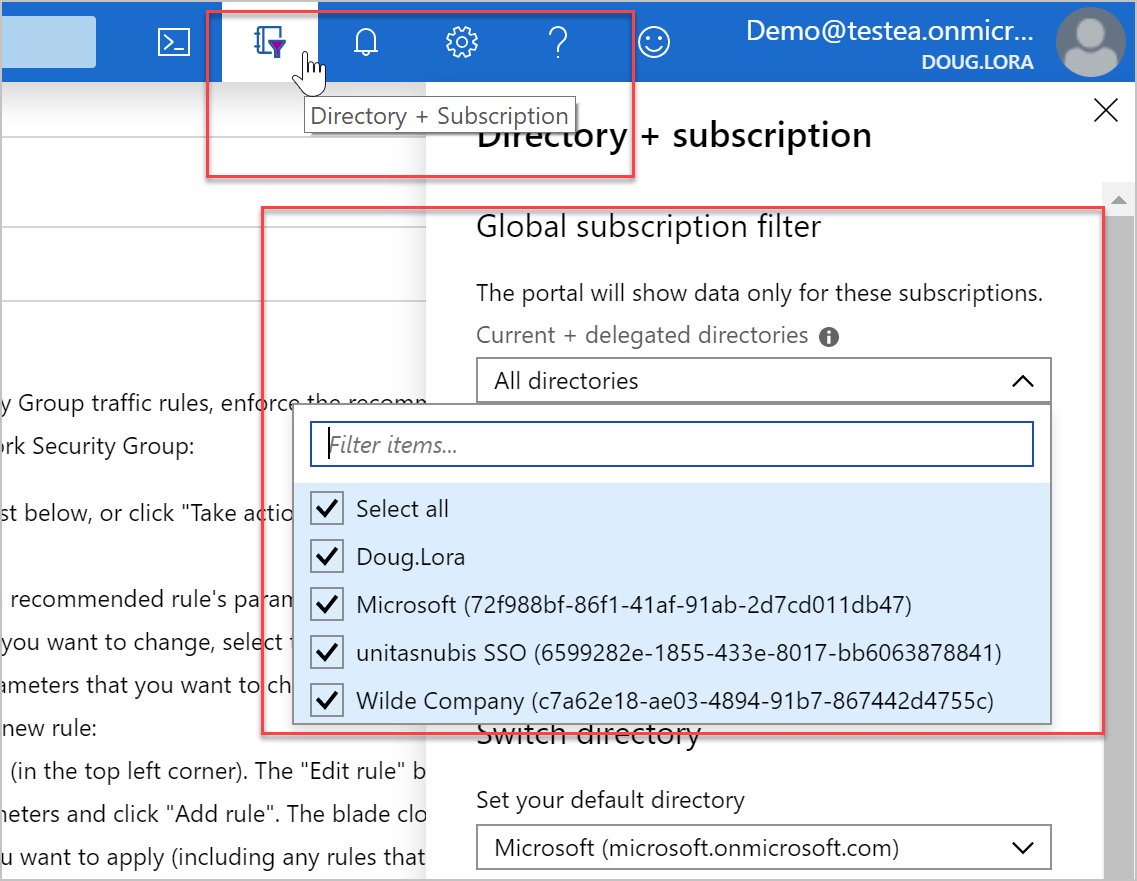 Demo@testea.onmicr...
DOUG.LORA
Directory + Subscription
Directory + subscription
Global subscription filter
The portal will show data only for these subscriptions.
Current + delegated directories
All directories
Filter items...
Select all
Doug.Lora
Microsoft (72f988bf-86f1-41af-91ab-2d7cd011db47)
unitasnubis SSO (6599282e-1855-433e-8017-bb6063878841)
Wilde Company (c7a62e18-ae03-4894-91b7-867442d4755c)
Switch directory
Set your default directory
Microsoft (microsoft.onmicrosoft.com)
y Group traffic rules, enforce the recomm
ork Security Group:
st below, or click "Take actio
recommended rule's param
you want to change, select t
ameters that you want to ch
new rule:
(in the top left corner). The "Edit rule" b
neters and click "Add rule". The blade clo
u want to apply (including any rules that